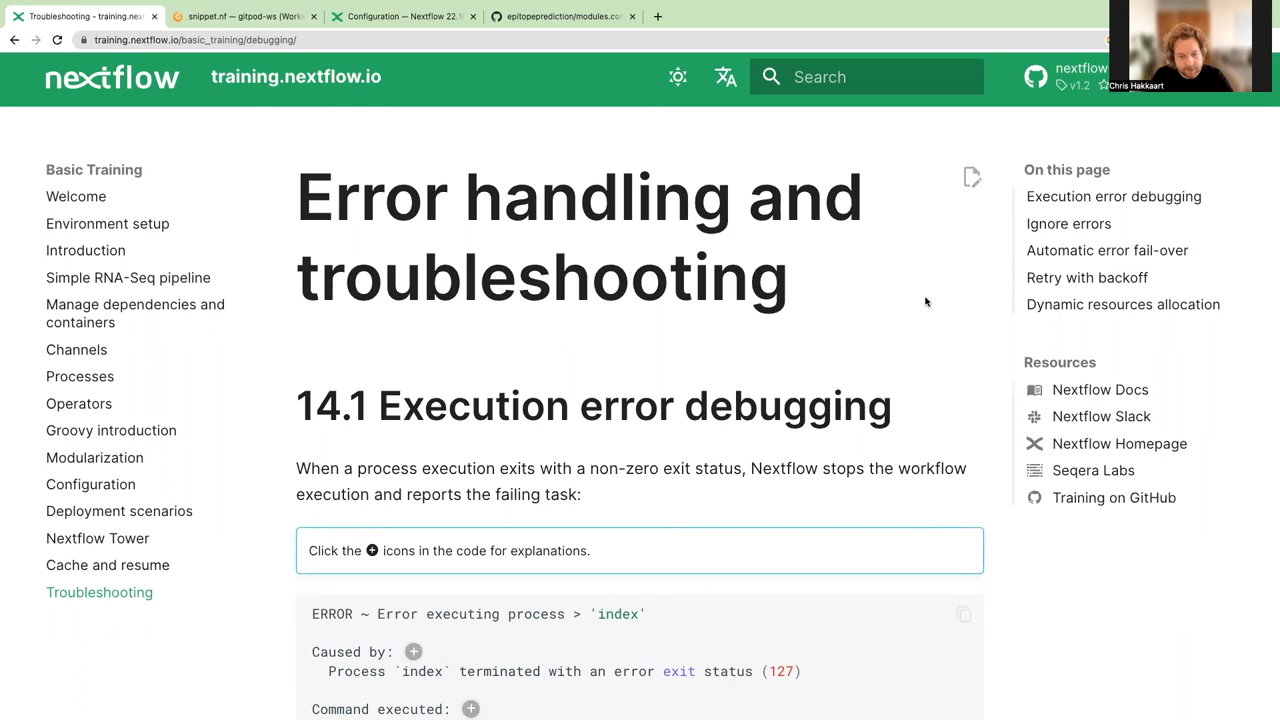 Troubleshooting - training.nex
snippet.nf — gitpod-ws (Works
Configuration — Nextflow 22.1
epitopeprediction/modules.co
training.nextflow.io/basic_training/debugging/
nextflow
training.nextflow.io
Search
nextflow
v1.2
Chris Hakkaart
Basic Training
Welcome
Environment setup
Introduction
Simple RNA-Seq pipeline
Manage dependencies and
containers
Channels
Processes
Operators
Groovy introduction
Modularization
Configuration
Deployment scenarios
Nextflow Tower
Cache and resume
Troubleshooting
Error handling and
troubleshooting
14.1 Execution error debugging
When a process execution exits with a non-zero exit status, Nextflow stops the workflow
execution and reports the failing task:
Click the + icons in the code for explanations.
ERROR ~ Error executing process > 'index'
Caused by: +
Process `index` terminated with an error exit status (127)
Command executed: +
On this page
Execution error debugging
Ignore errors
Automatic error fail-over
Retry with backoff
Dynamic resources allocation
Resources
Nextflow Docs
Nextflow Slack
Nextflow Homepage
Seqera Labs
Training on GitHub